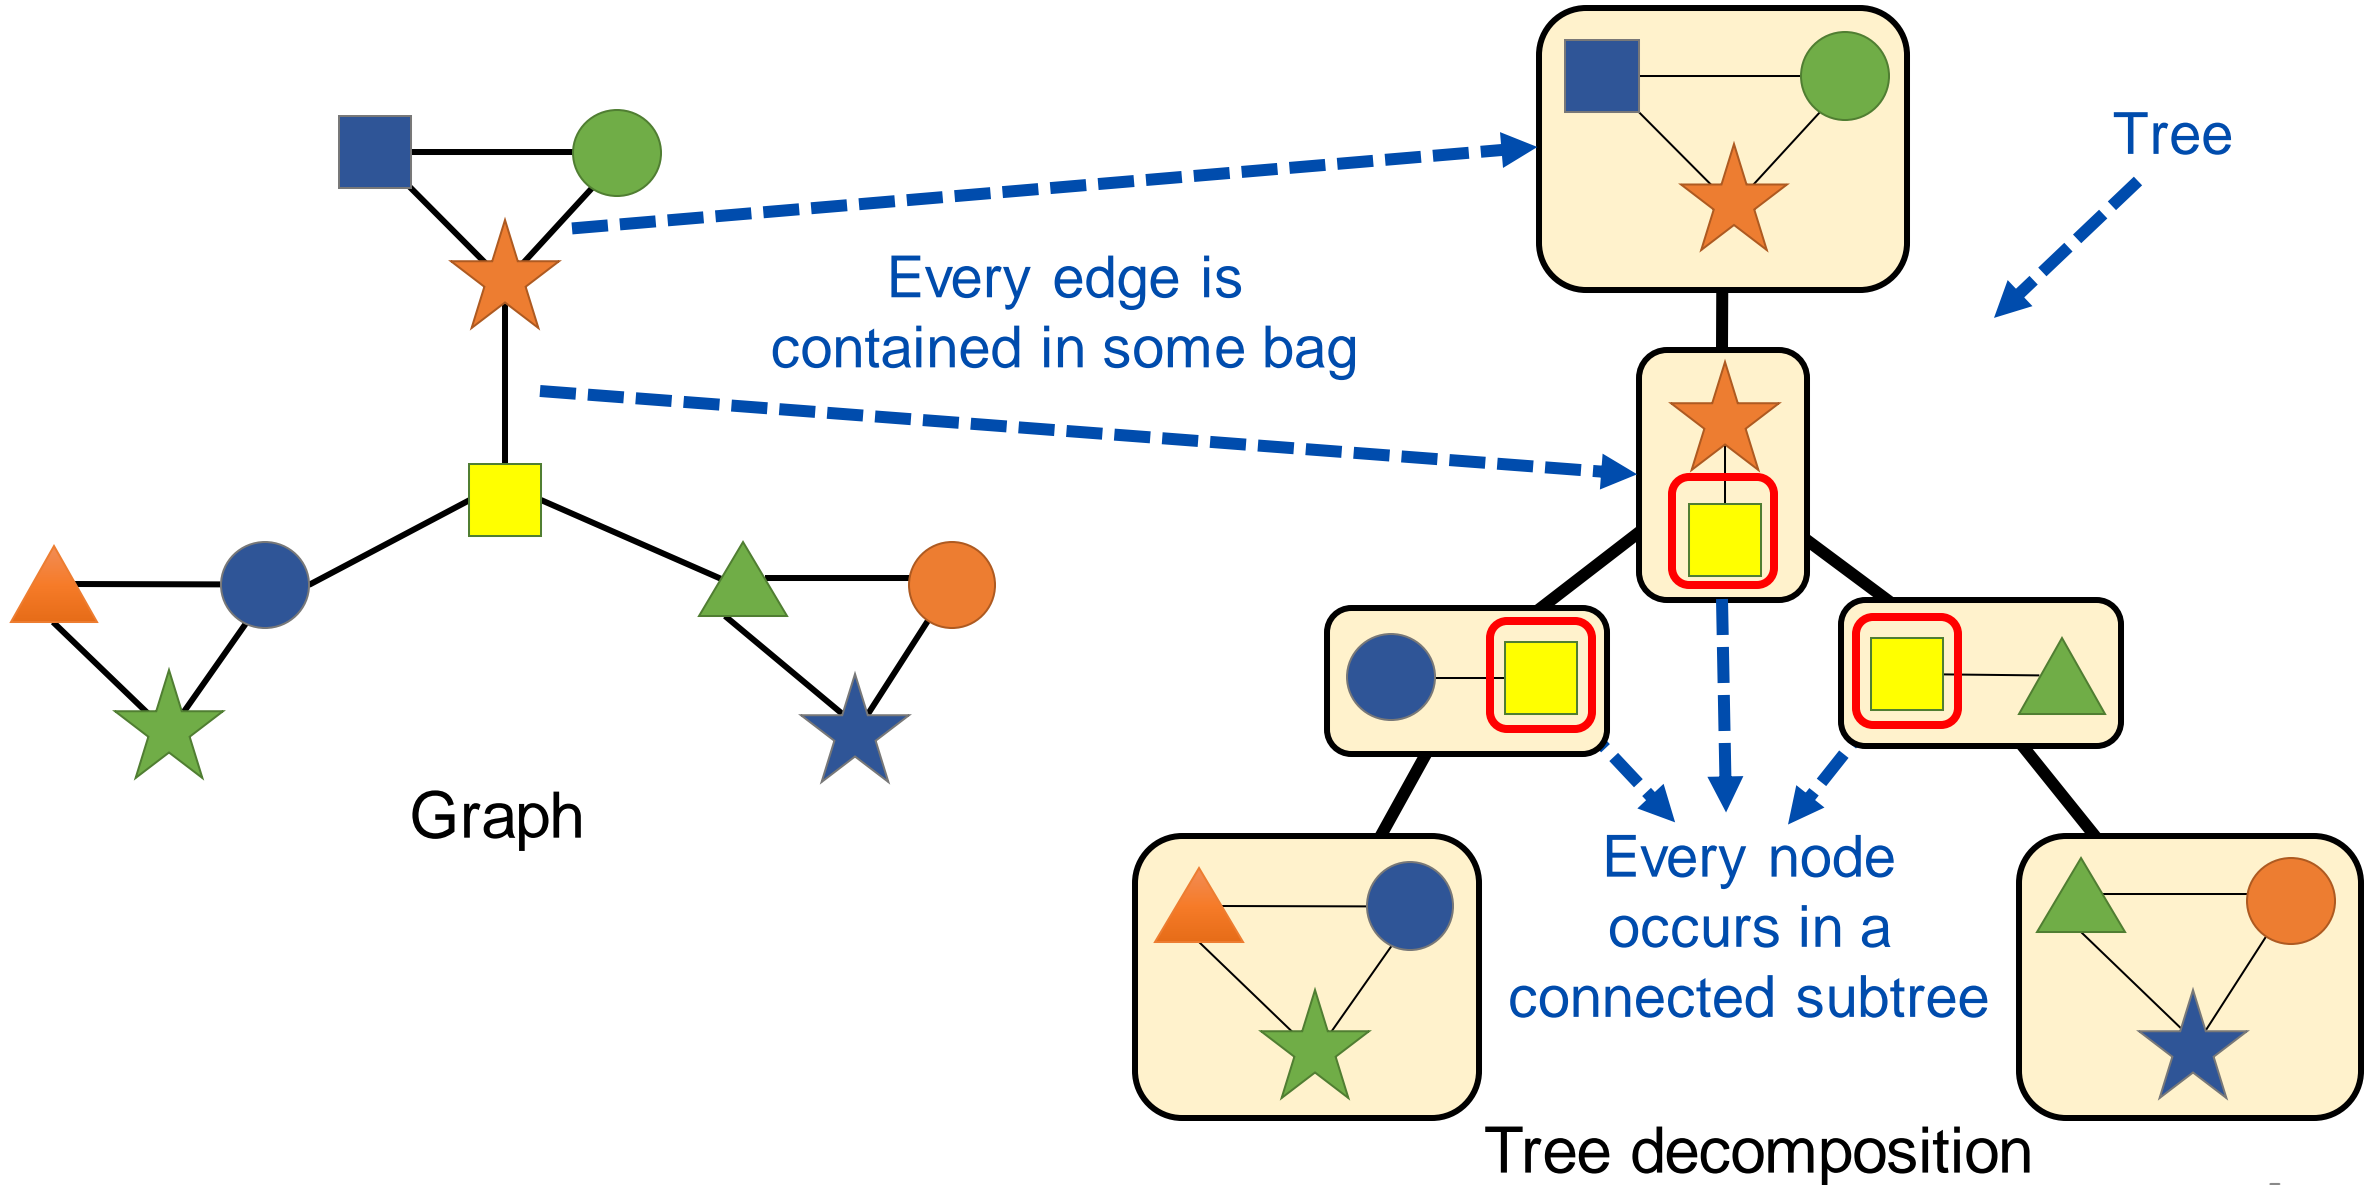 Tree
Every edge is
contained in some bag
Graph
Every node
occurs in a
connected subtree
Tree decomposition